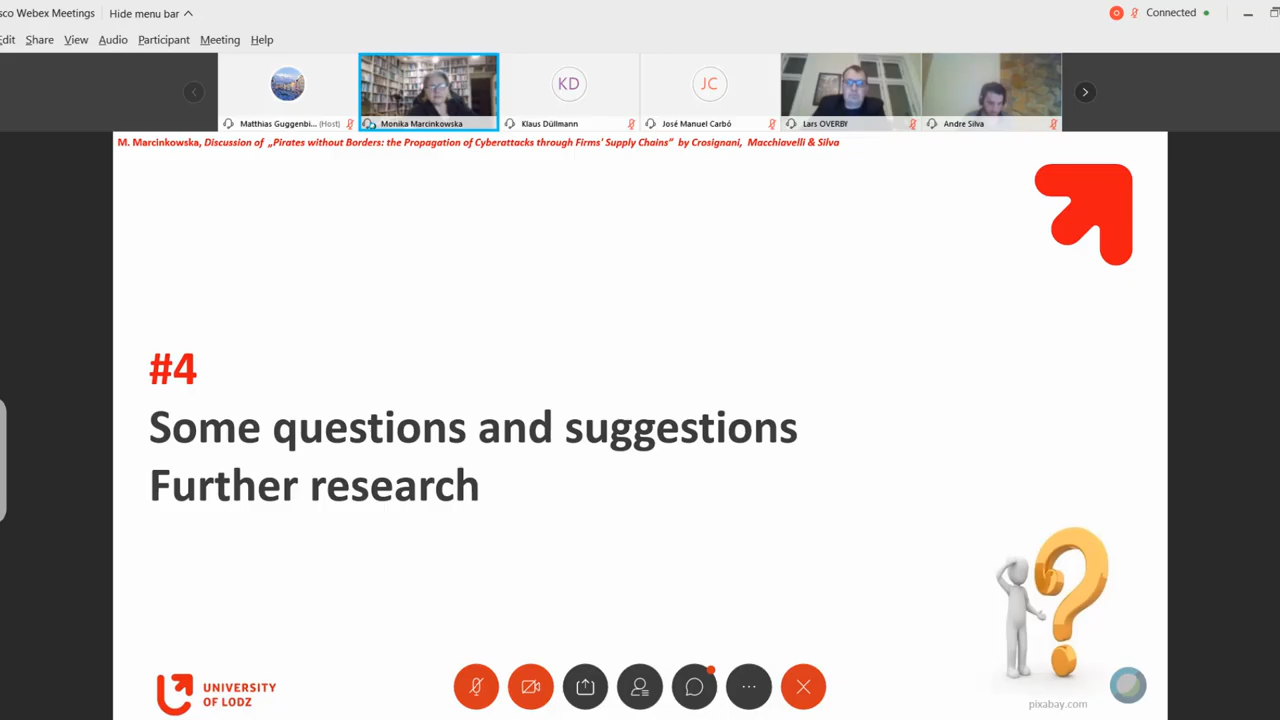 sco Webex Meetings
Hide menu bar
Connected
Edit Share View Audio Participant Meeting Help
KD
JC
Matthias Guggenbi... (Host)
Monika Marcinkowska
Klaus Düllmann
José Manuel Carbó
Lars OVERBY
Andre Silva
M. Marcinkowska, Discussion of „Pirates without Borders: the Propagation of Cyberattacks through Firms' Supply Chains” by Crosignani, Macchiavelli & Silva
#4
Some questions and suggestions
Further research
UNIVERSITY
OF LODZ
pixabay.com